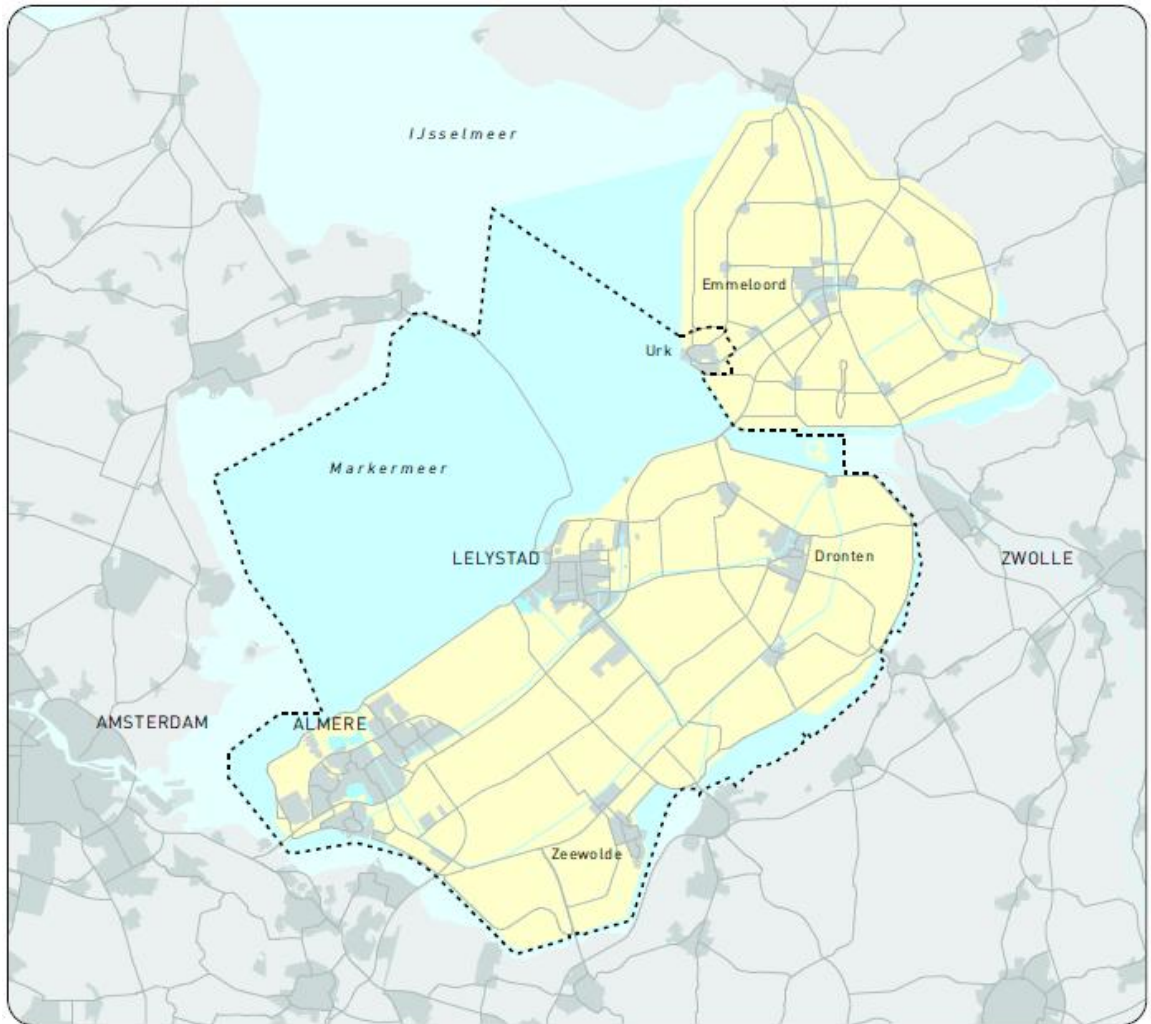 IJsselmeer
Emmeloord
Urk
Markermeer
LELYSTAD
Dronten
ZWOLLE
AMSTERDAM
ALMERE
Zeewolde